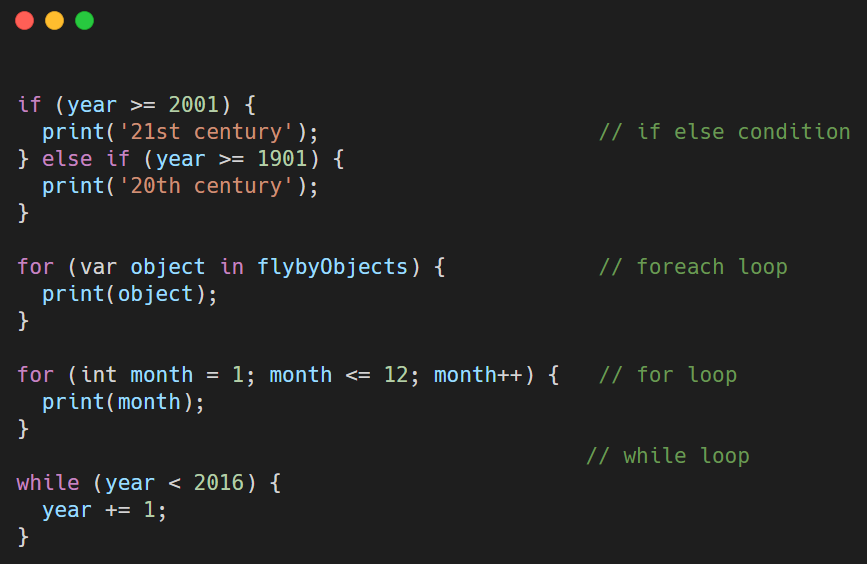 if (year >= 2001) {
  print('21st century');                      // if else condition
} else if (year >= 1901) {
  print('20th century');
}
for (var object in flybyObjects) {            // foreach loop
  print(object);
}
for (int month = 1; month <= 12; month++) {   // for loop
  print(month);
}
                                             // while loop
while (year < 2016) {
  year += 1;
}